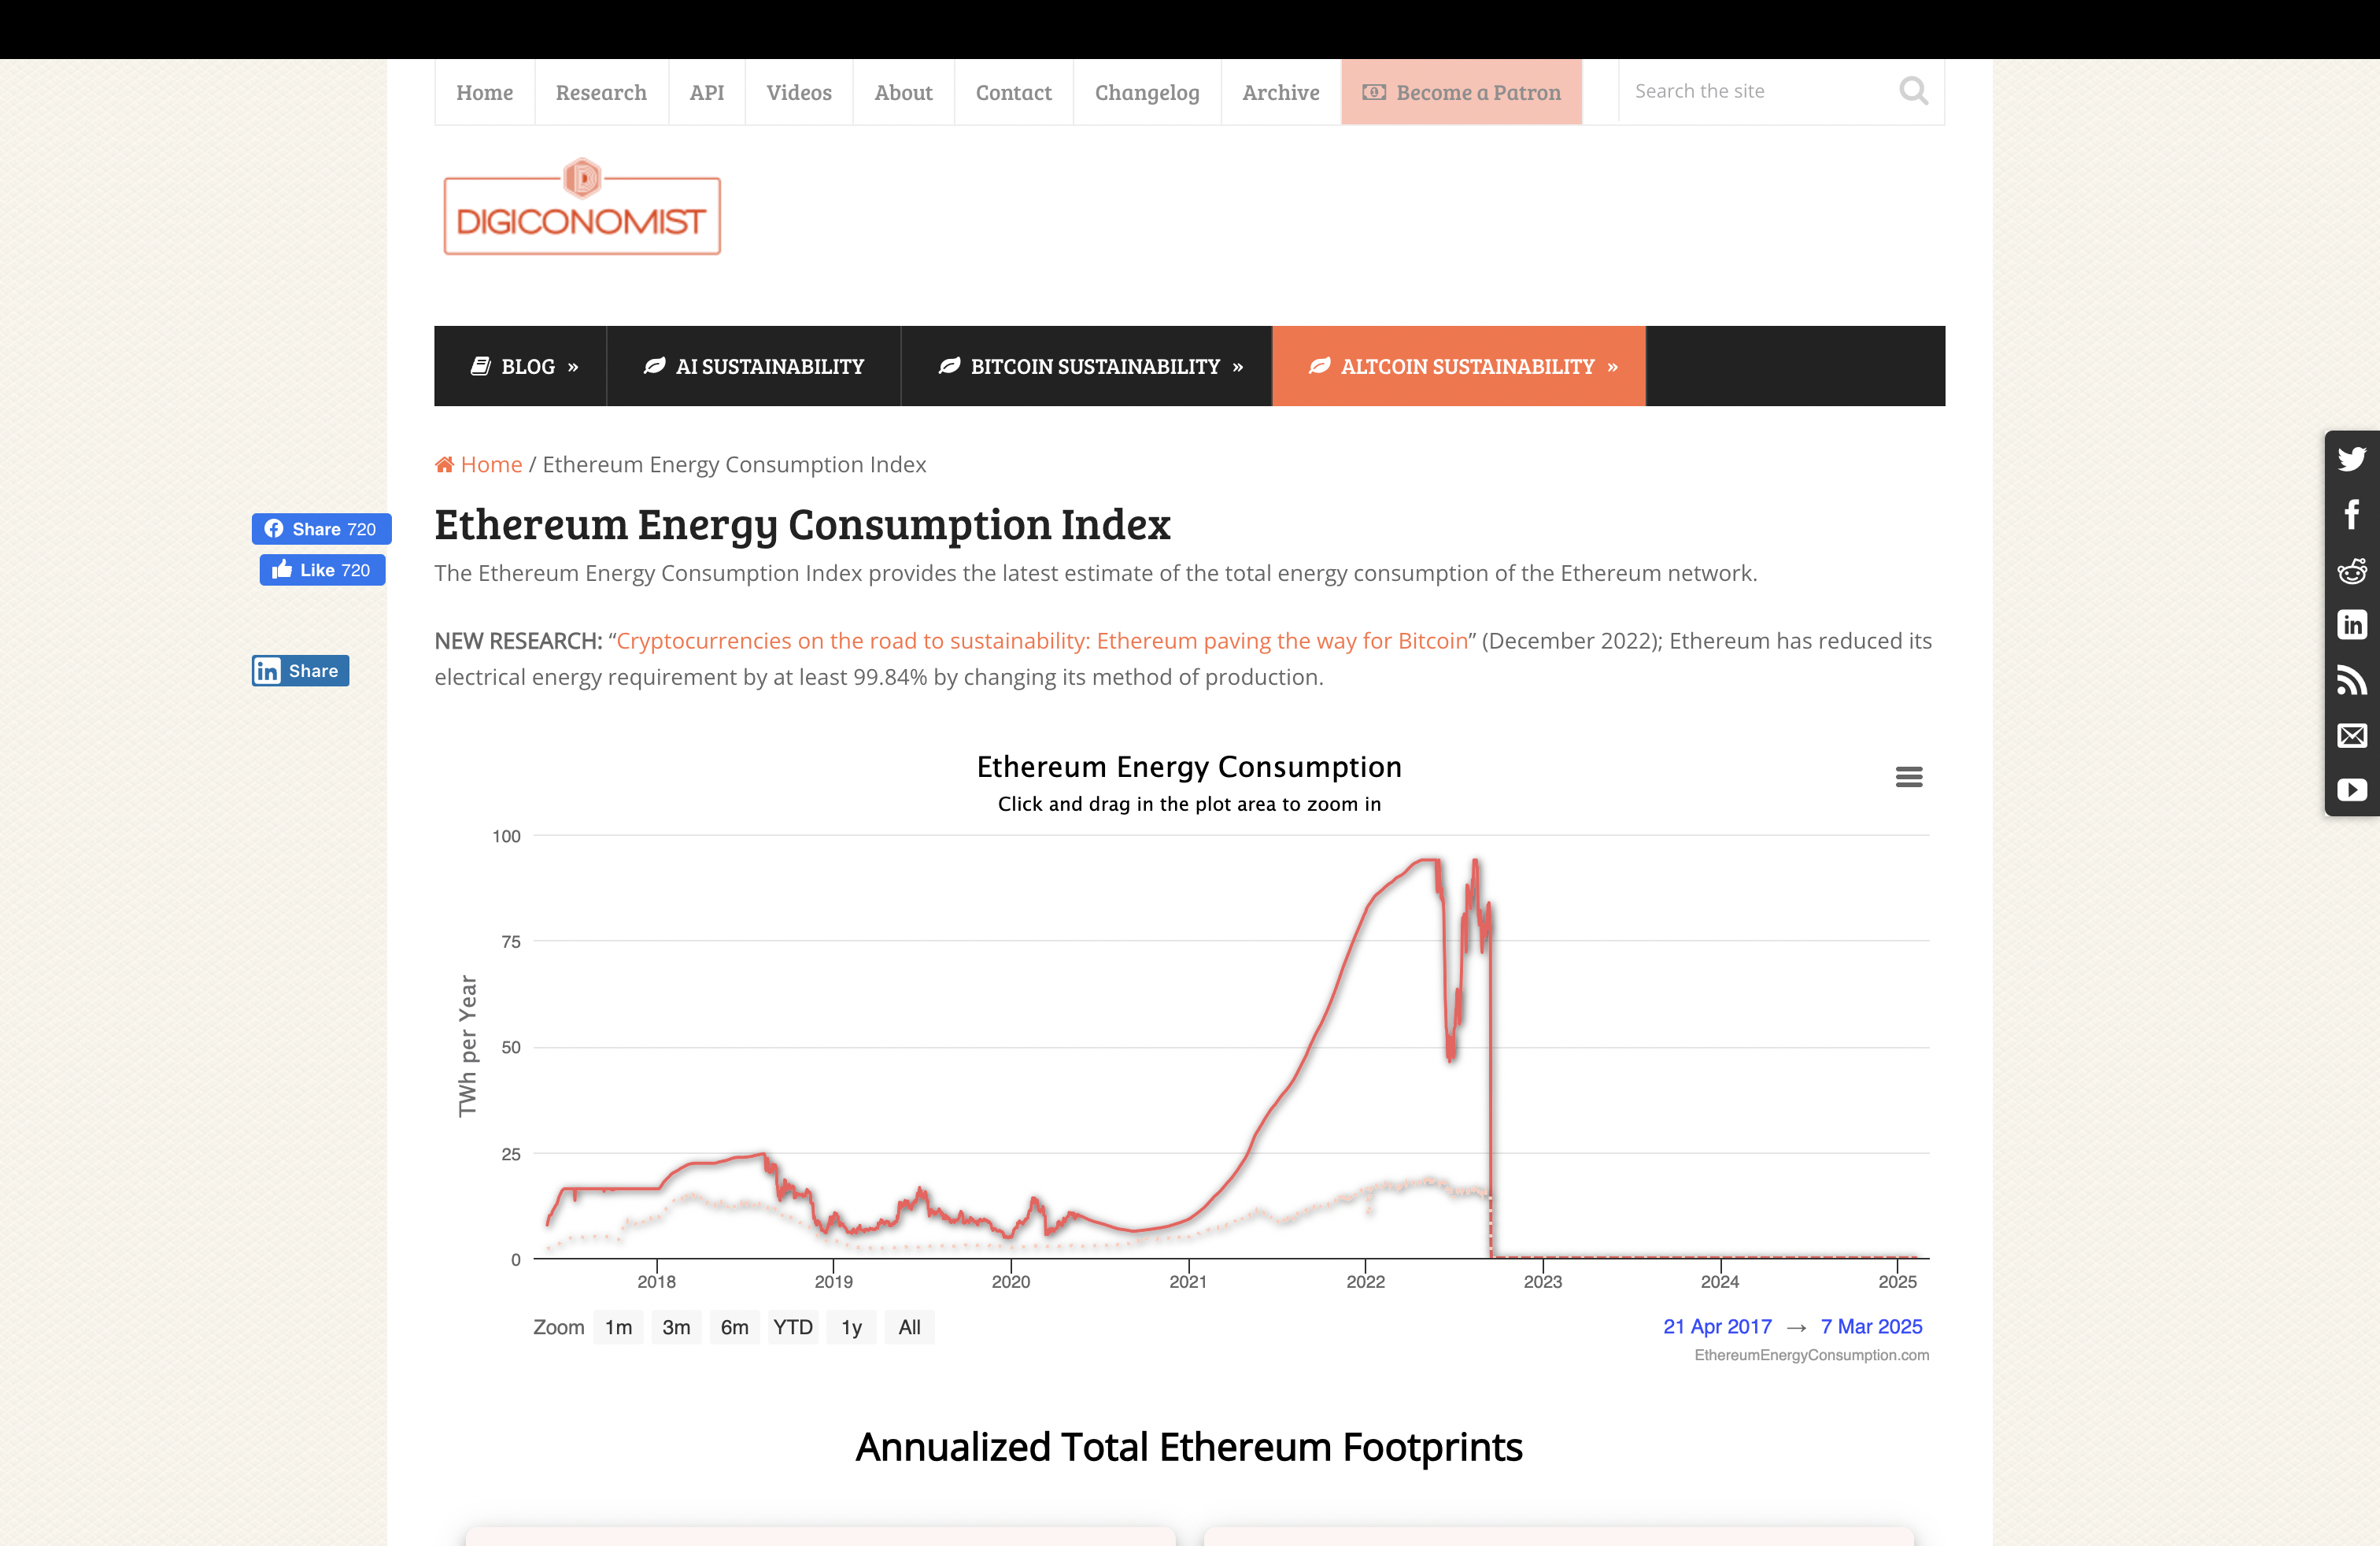 Home Research API Videos About Contact Changelog Archive Become a Patron Search the site
DIGICONOMIST
BLOG » AI SUSTAINABILITY BITCOIN SUSTAINABILITY » ALTCOIN SUSTAINABILITY »
Home / Ethereum Energy Consumption Index
Share 720
Like 720
Share
Ethereum Energy Consumption Index
The Ethereum Energy Consumption Index provides the latest estimate of the total energy consumption of the Ethereum network.
NEW RESEARCH: “Cryptocurrencies on the road to sustainability: Ethereum paving the way for Bitcoin” (December 2022); Ethereum has reduced its
electrical energy requirement by at least 99.84% by changing its method of production.
Ethereum Energy Consumption
Click and drag in the plot area to zoom in
TWh per Year
100
75
50
25
0
2018 2019 2020 2021 2022 2023 2024 2025
Zoom 1m 3m 6m YTD 1y All 21 Apr 2017 → 7 Mar 2025
EthereumEnergyConsumption.com
Annualized Total Ethereum Footprints